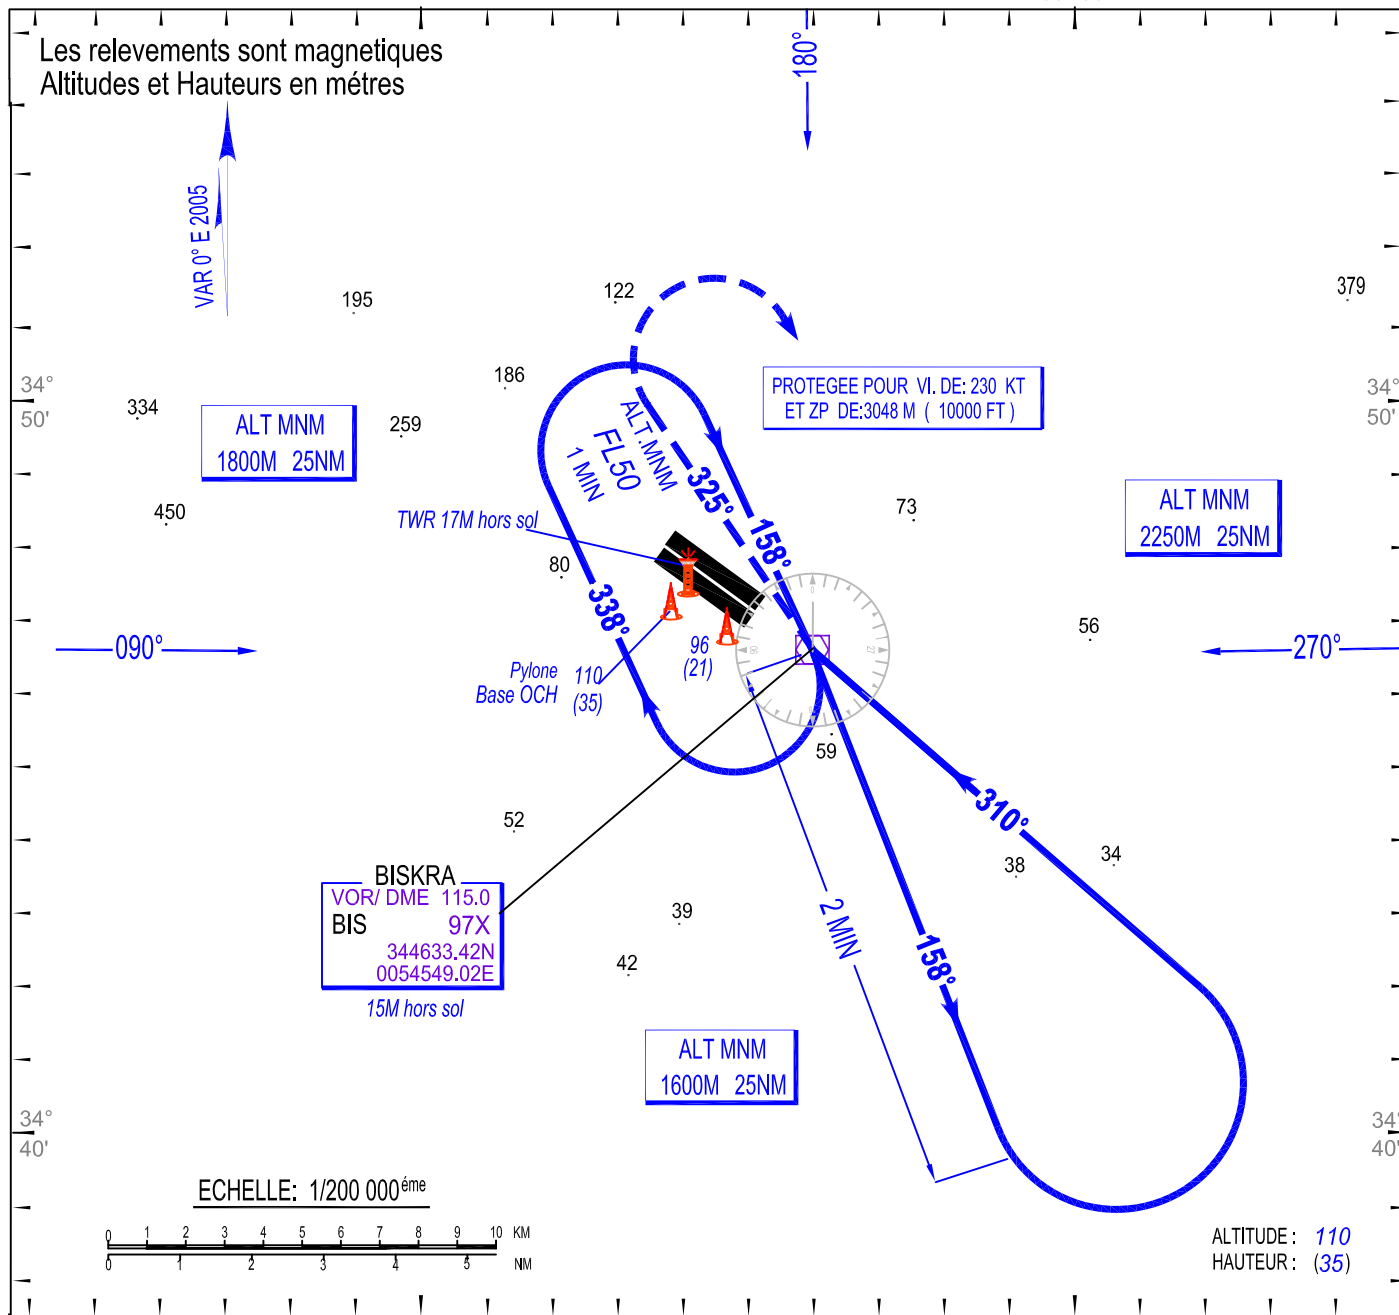 Les relevements sont magnetiques
Altitudes et Hauteurs en métres
180°
VAR 0° E 2005
195
122
379
34°
50'
334
186
259
ALT MNM
1800M 25NM
PROTEGEE POUR VI. DE: 230 KT
ET ZP DE:3048 M ( 10000 FT )
34°
50'
ALT.MNM
FL50
1 MIN
325°
158°
450
TWR 17M hors sol
73
ALT MNM
2250M 25NM
80
338°
090°
56
270°
Pylone 110
Base OCH (35)
96
(21)
59
310°
52
38
34
BISKRA
VOR/ DME 115.0
BIS 97X
344633.42N
0054549.02E
15M hors sol
39
42
2 MIN
158°
ALT MNM
1600M 25NM
34°
40'
34°
40'
ECHELLE: 1/200 000éme
0 1 2 3 4 5 6 7 8 9 10 KM
0 1 2 3 4 5 NM
ALTITUDE : 110
HAUTEUR : (35)